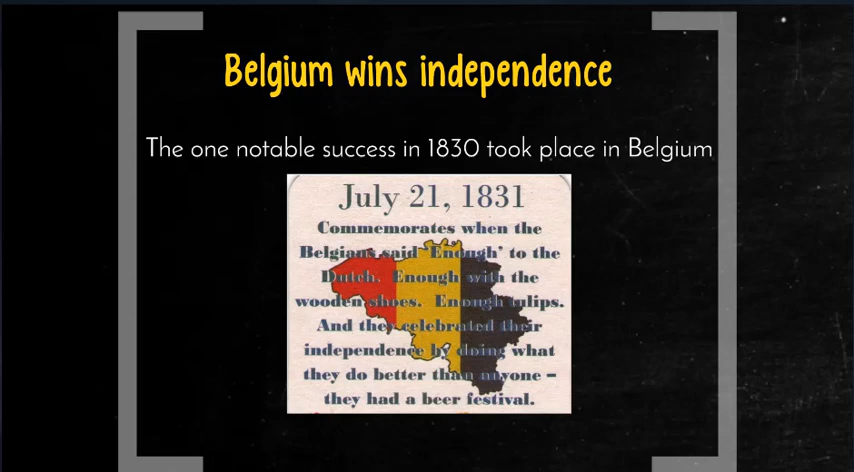 Belgium wins independence
The one notable success in 1830 took place in Belgium
July 21, 1831
Commemorates when the
Belgians said 'Enough' to the
Dutch. Enough with the
wooden shoes. Enough tulips.
And they celebrated their
independence by doing what
they do better than anyone –
they had a beer festival.